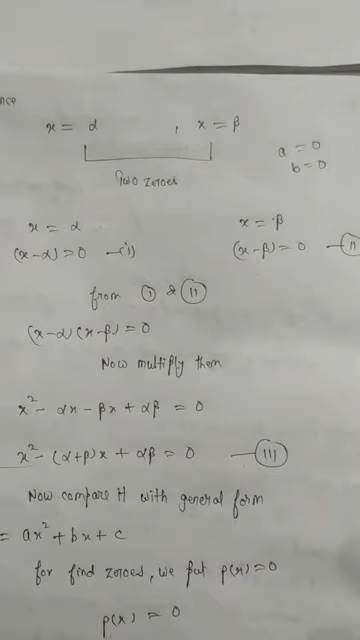 nce
x = α , x = β
Two zeroes
a = 0
b = 0
x = α x = β
(x-α) = 0 —(i) (x-β) = 0 —(II)
from (I) & (II)
(x-α) (x-β) = 0
Now multiply them
x² - αx - βx + αβ = 0
x² - (α+β)x + αβ = 0 —(III)
Now compare it with general form
= ax² + bx + c
for find zeroes, we put p(x) = 0
p(x) = 0